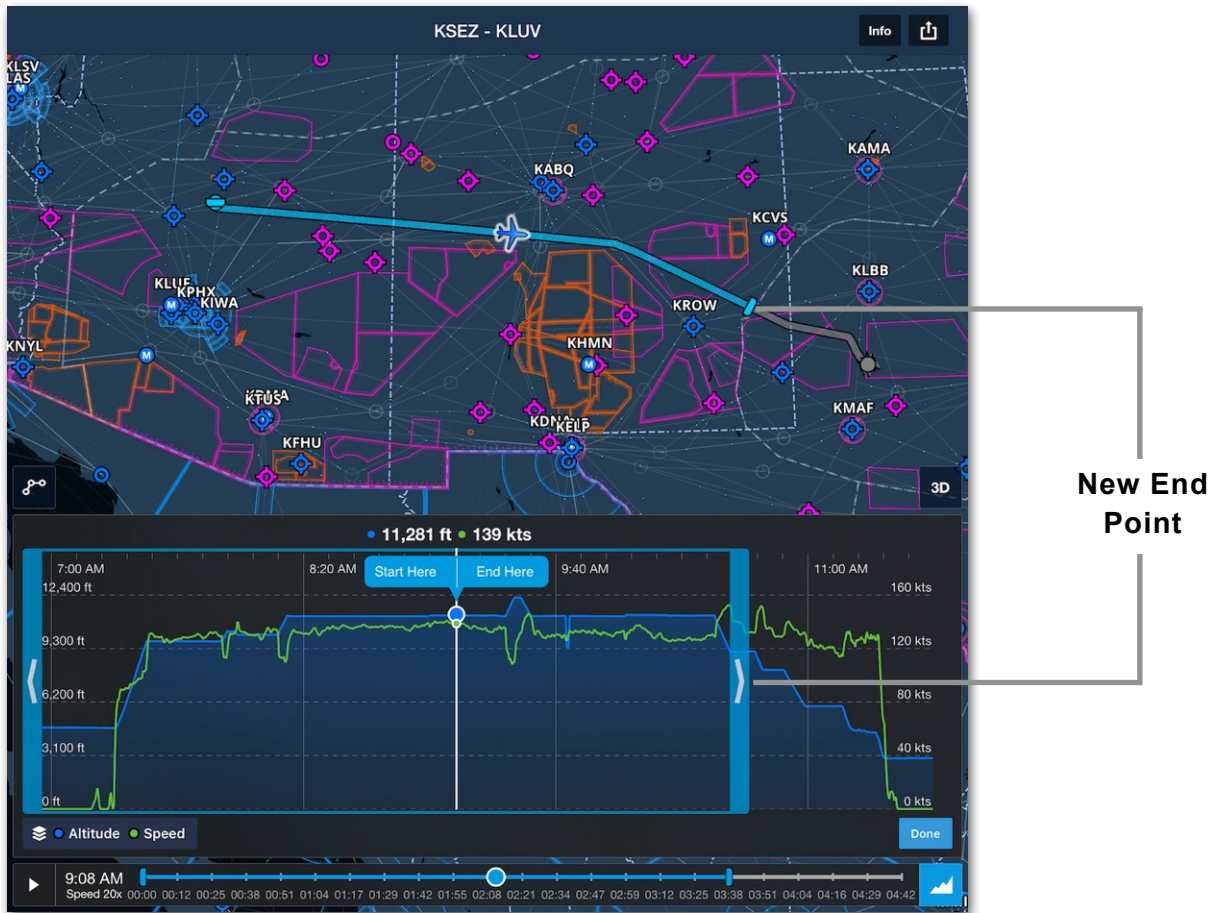 KSEZ - KLUV
Info
KLSV
LAS
KAMA
KABQ
KCVS
M
KLBB
KLUF
KPHX
KIWA
M
KROW
KNYL
M
KHMN
M
KTUS
KMAF
KELP
KFHU
3D
New End
Point
11,281 ft 139 kts
7:00 AM 8:20 AM Start Here End Here 9:40 AM 11:00 AM
12,400 ft 160 kts
9,300 ft 120 kts
6,200 ft 80 kts
3,100 ft 40 kts
0 ft 0 kts
Altitude Speed Done
9:08 AM
Speed 20x 00:00 00:12 00:25 00:38 00:51 01:04 01:17 01:29 01:42 01:55 02:08 02:21 02:34 02:47 02:59 03:12 03:25 03:38 03:51 04:04 04:16 04:29 04:42